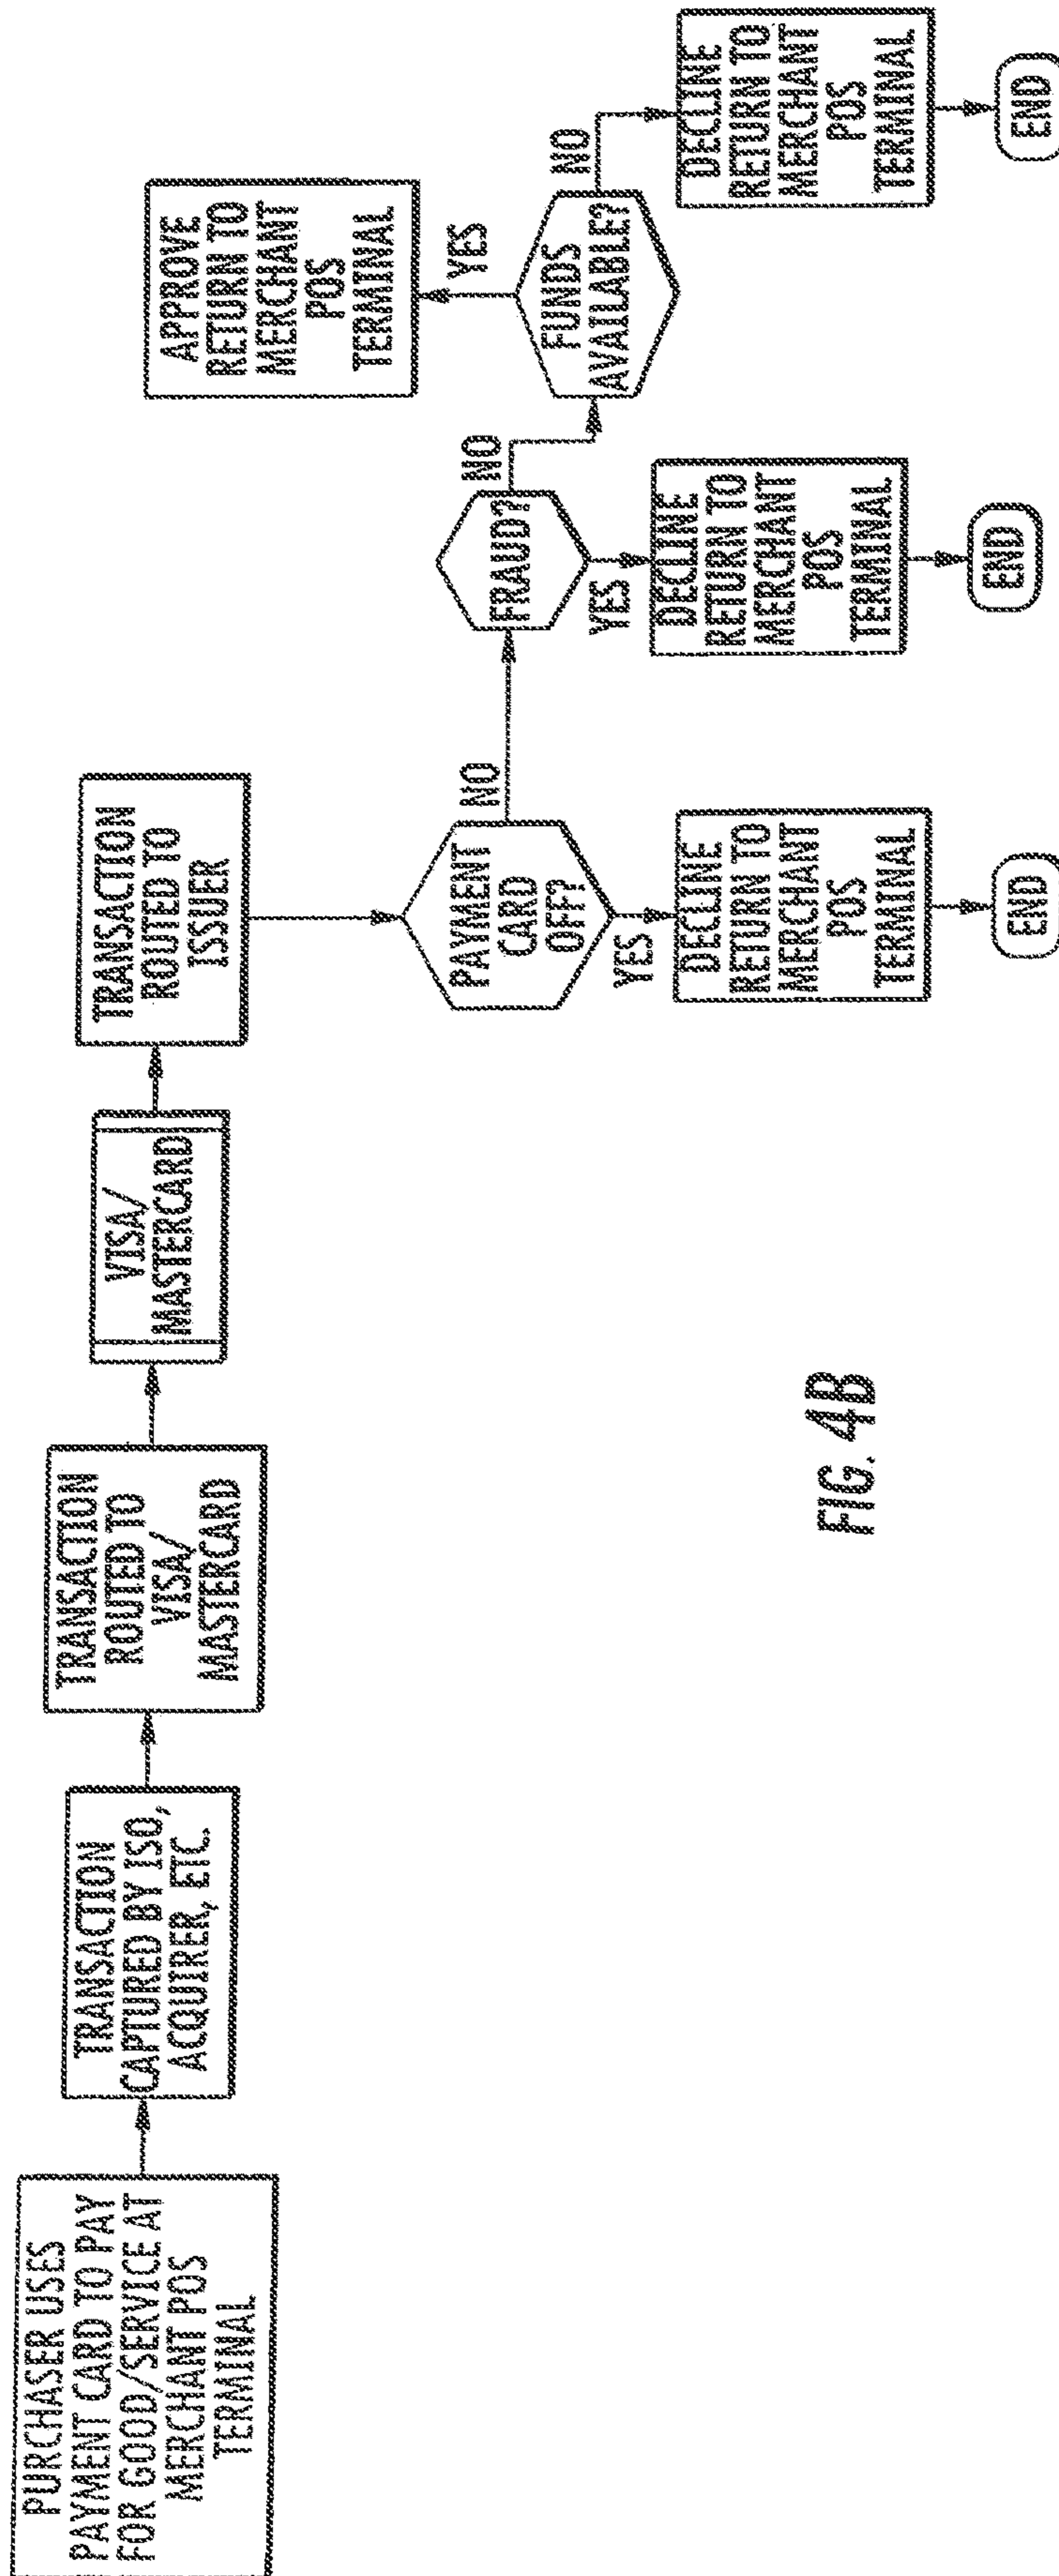 PURCHASER USES
PAYMENT CARD TO PAY
FOR GOOD/SERVICE AT
MERCHANT POS
TERMINAL
TRANSACTION
CAPTURED BY ISO,
ACQUIRER, ETC.
TRANSACTION
ROUTED TO
VISA/
MASTERCARD
VISA/
MASTERCARD
TRANSACTION
ROUTED TO
ISSUER
PAYMENT
CARD
OFF?
YES
DECLINE
RETURN TO
MERCHANT
POS
TERMINAL
END
NO
FRAUD?
YES
DECLINE
RETURN TO
MERCHANT
POS
TERMINAL
END
NO
FUNDS
AVAILABLE?
YES
APPROVE
RETURN TO
MERCHANT
POS
TERMINAL
NO
DECLINE
RETURN TO
MERCHANT
POS
TERMINAL
END
FIG. 4B